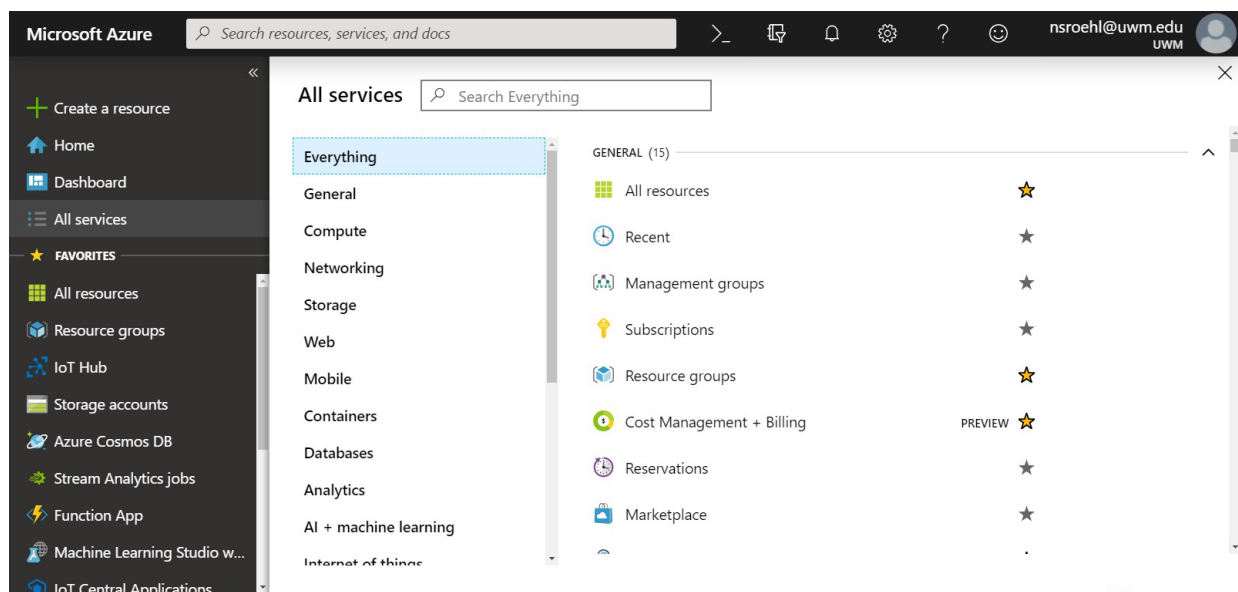 Microsoft Azure
Search resources, services, and docs
>_
?
nsroehl@uwm.edu
UWM
«
Create a resource
Home
Dashboard
All services
FAVORITES
All resources
Resource groups
IoT Hub
Storage accounts
Azure Cosmos DB
Stream Analytics jobs
Function App
Machine Learning Studio w...
IoT Central Applications
All services
Search Everything
Everything
General
Compute
Networking
Storage
Web
Mobile
Containers
Databases
Analytics
AI + machine learning
Internet of things
GENERAL (15)
All resources
Recent
Management groups
Subscriptions
Resource groups
Cost Management + Billing PREVIEW
Reservations
Marketplace